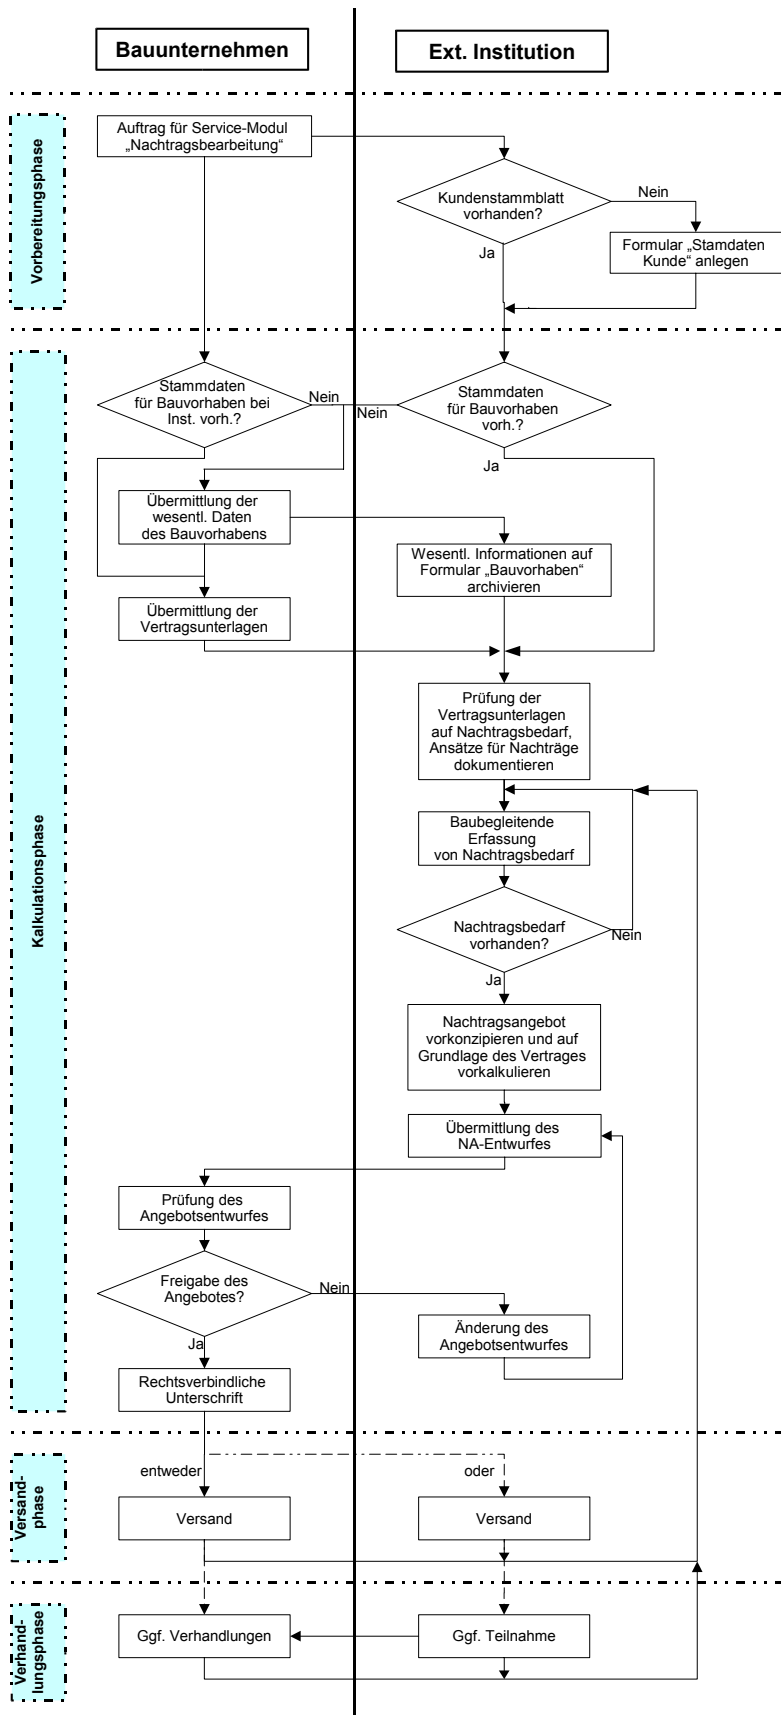 Bauunternehmen
Ext. Institution
Vorbereitungsphase
Auftrag für Service-Modul
„Nachtragsbearbeitung“
Kundenstammblatt
vorhanden?
Nein
Ja
Formular „Stamdaten
Kunde“ anlegen
Kalkulationsphase
Stammdaten
für Bauvorhaben bei
Inst. vorh.?
Nein
Nein
Stammdaten
für Bauvorhaben
vorh.?
Ja
Übermittlung der
wesentl. Daten
des Bauvorhabens
Wesentl. Informationen auf
Formular „Bauvorhaben“
archivieren
Übermittlung der
Vertragsunterlagen
Prüfung der
Vertragsunterlagen
auf Nachtragsbedarf,
Ansätze für Nachträge
dokumentieren
Baubegleitende
Erfassung
von Nachtragsbedarf
Nachtragsbedarf
vorhanden?
Nein
Ja
Nachtragsangebot
vorkonzipieren und auf
Grundlage des Vertrages
vorkalkulieren
Übermittlung des
NA-Entwurfes
Prüfung des
Angebotsentwurfes
Freigabe des
Angebotes?
Nein
Ja
Änderung des
Angebotsentwurfes
Rechtsverbindliche
Unterschrift
Versand-
phase
entweder
oder
Versand
Versand
Verhand-
lungsphase
Ggf. Verhandlungen
Ggf. Teilnahme